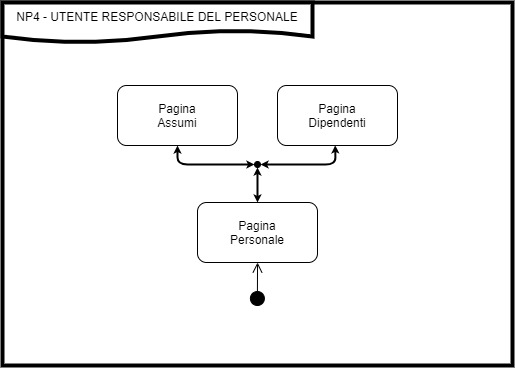 NP4 - UTENTE RESPONSABILE DEL PERSONALE
Pagina
Assumi
Pagina
Dipendenti
Pagina
Personale